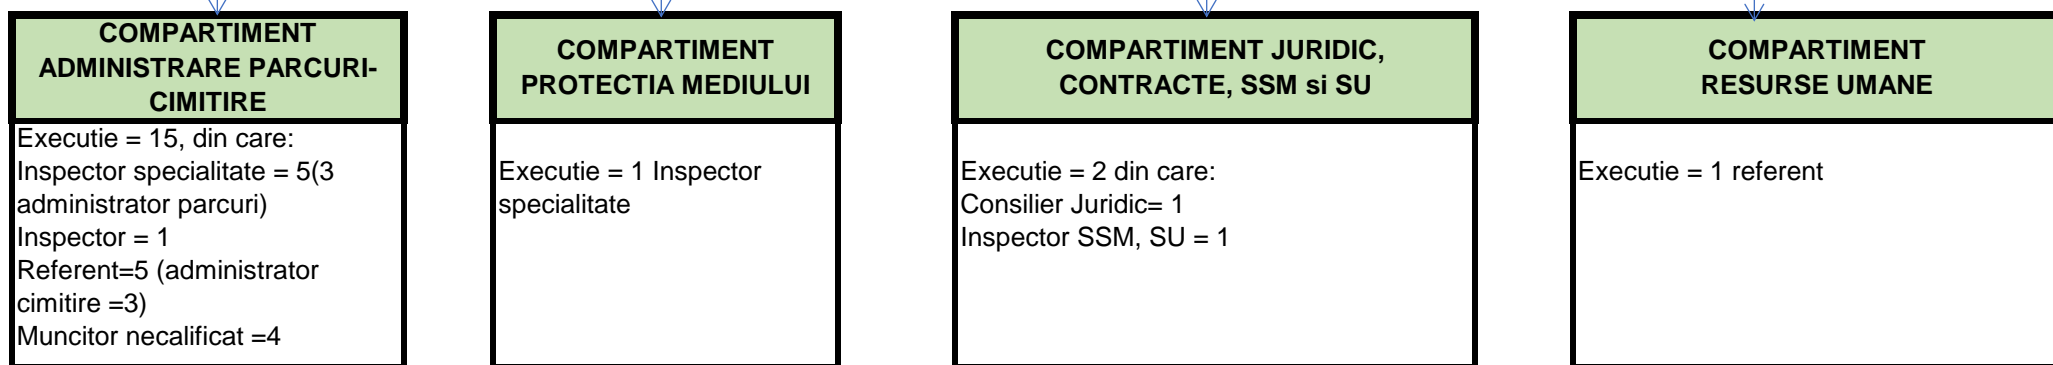 COMPARTIMENT
ADMINISTRARE PARCURI-
CIMITIRE
Executie = 15, din care:
Inspector specialitate = 5(3
administrator parcuri)
Inspector = 1
Referent=5 (administrator
cimitire =3)
Muncitor necalificat =4
COMPARTIMENT
PROTECTIA MEDIULUI
Executie = 1 Inspector
specialitate
COMPARTIMENT JURIDIC,
CONTRACTE, SSM si SU
Executie = 2 din care:
Consilier Juridic= 1
Inspector SSM, SU = 1
COMPARTIMENT
RESURSE UMANE
Executie = 1 referent